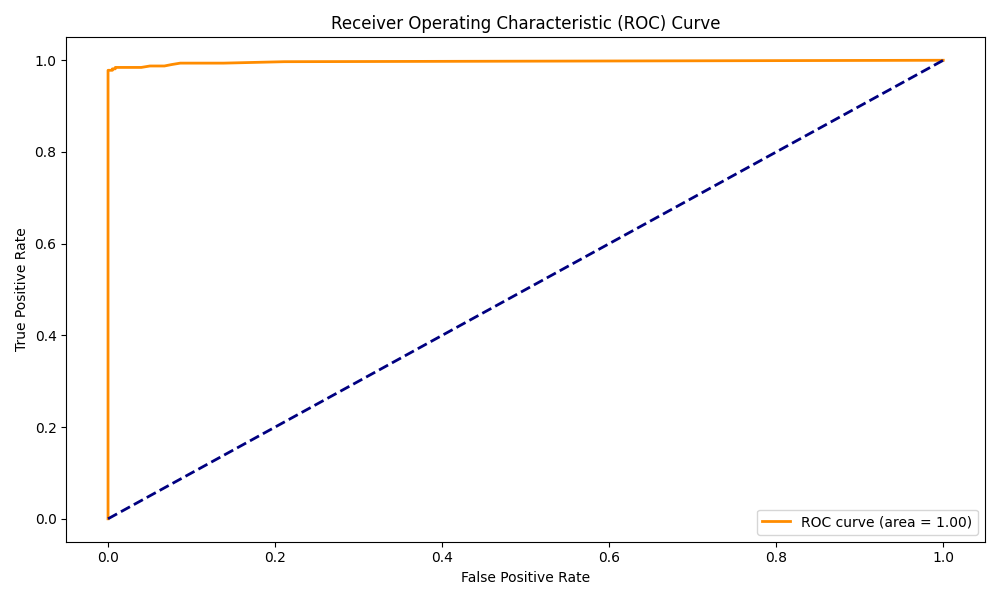 Receiver Operating Characteristic (ROC) Curve
True Positive Rate
1.0
0.8
0.6
0.4
0.2
0.0
0.0 0.2 0.4 0.6 0.8 1.0
False Positive Rate
ROC curve (area = 1.00)